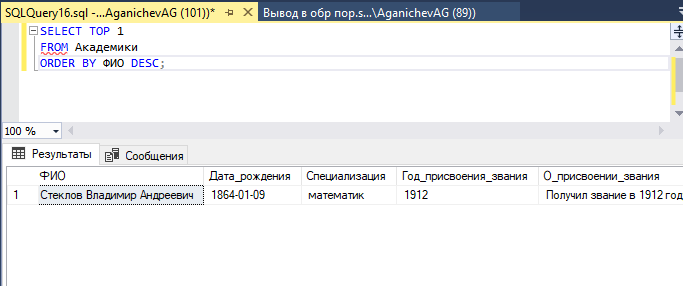 SQLQuery16.sql -...AganichevAG (101))*
Вывод в обр пор.s...\AganichevAG (89))
SELECT TOP 1
FROM Академики
ORDER BY ФИО DESC;
100 %
Результаты
Сообщения
ФИО Дата_рождения Специализация Год_присвоения_звания О_присвоении_звания
1 Стеклов Владимир Андреевич 1864-01-09 математик 1912 Получил звание в 1912 год